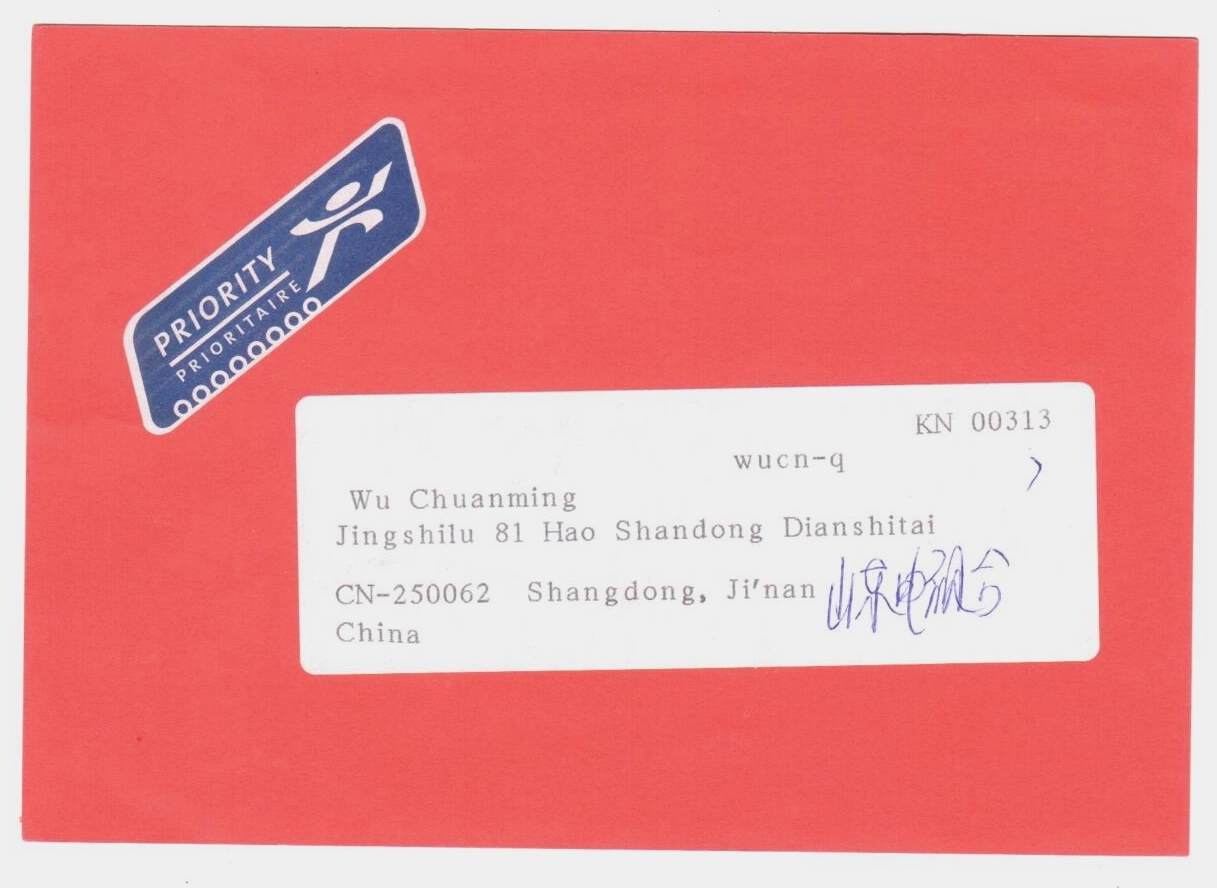 PRIORITY
PRIORITAIRE
KN 00313
wucn-q
Wu Chuanming
Jingshilu 81 Hao Shandong Dianshitai
CN-250062 Shangdong, Ji'nan 山东电视台
China